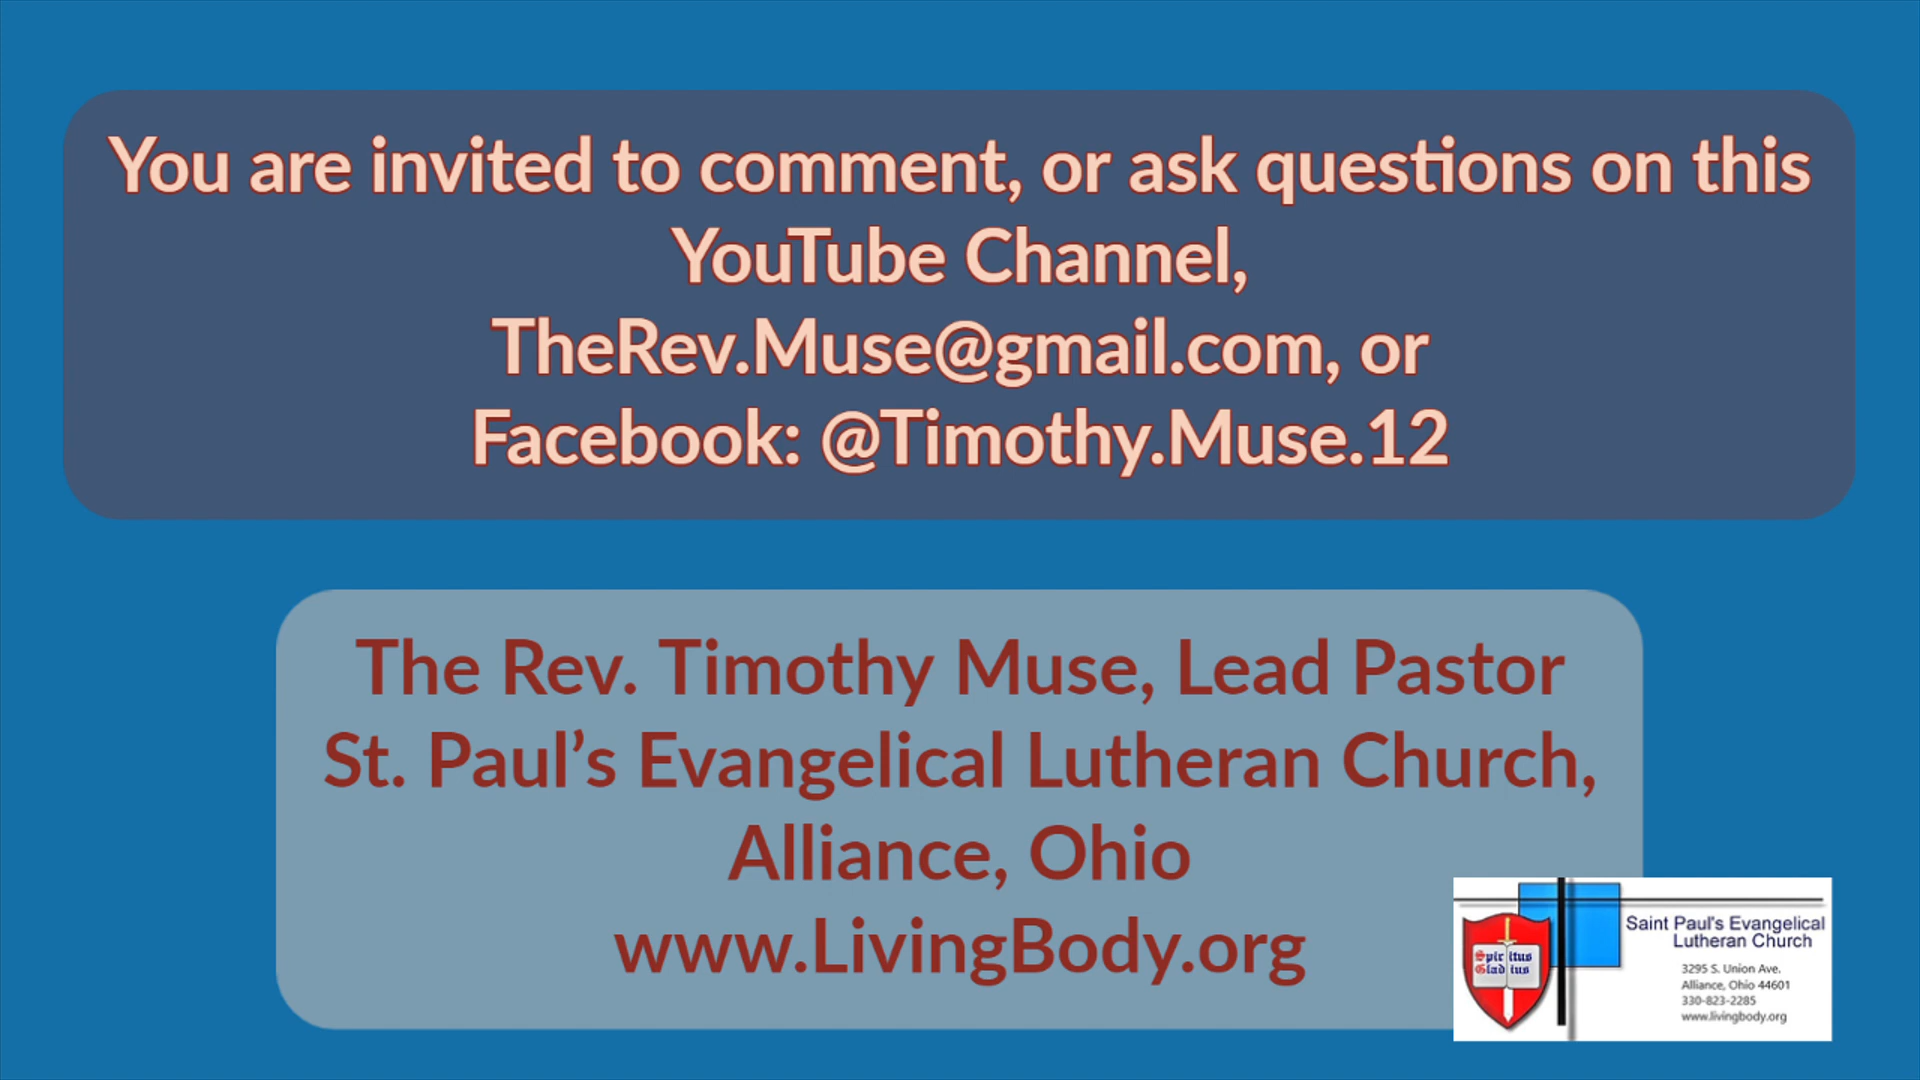 You are invited to comment, or ask questions on this
YouTube Channel,
TheRev.Muse@gmail.com, or
Facebook: @Timothy.Muse.12
The Rev. Timothy Muse, Lead Pastor
St. Paul’s Evangelical Lutheran Church,
Alliance, Ohio
www.LivingBody.org
Saint Paul's Evangelical
Lutheran Church
3295 S. Union Ave.
Alliance, Ohio 44601
330-823-2285
www.livingbody.org
Spiritus
Gladius